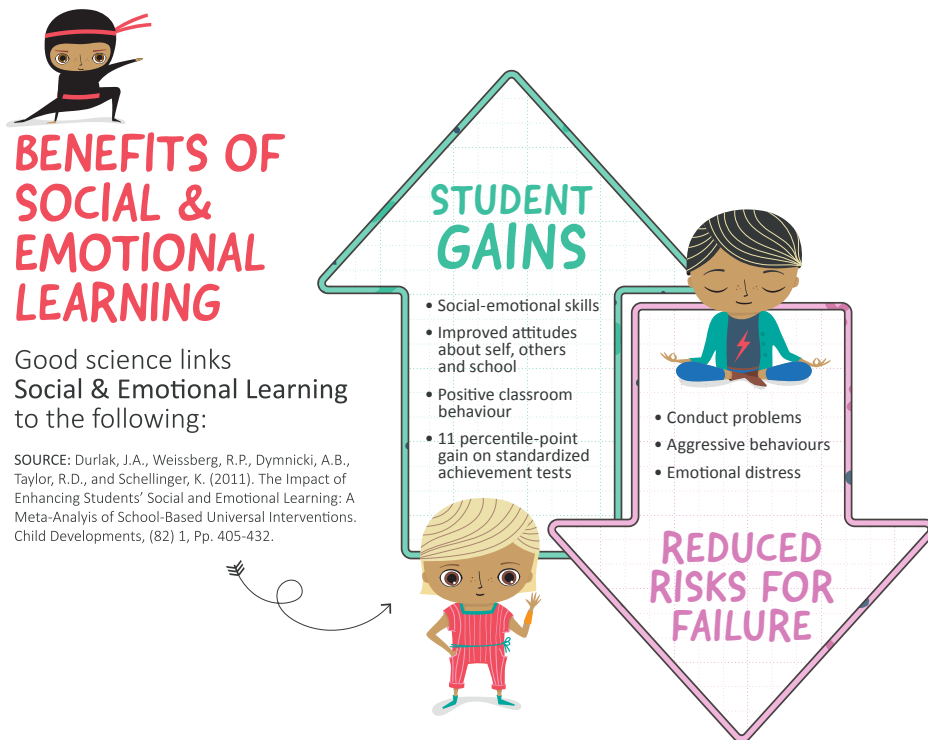 BENEFITS OF
SOCIAL &
EMOTIONAL
LEARNING
Good science links
Social & Emotional Learning
to the following:
SOURCE: Durlak, J.A., Weissberg, R.P., Dymnicki, A.B.,
Taylor, R.D., and Schellinger, K. (2011). The Impact of
Enhancing Students' Social and Emotional Learning: A
Meta-Analyis of School-Based Universal Interventions.
Child Developments, (82) 1, Pp. 405-432.
STUDENT
GAINS
• Social-emotional skills
• Improved attitudes
about self, others
and school
• Positive classroom
behaviour
• 11 percentile-point
gain on standardized
achievement tests
• Conduct problems
• Aggressive behaviours
• Emotional distress
REDUCED
RISKS FOR
FAILURE